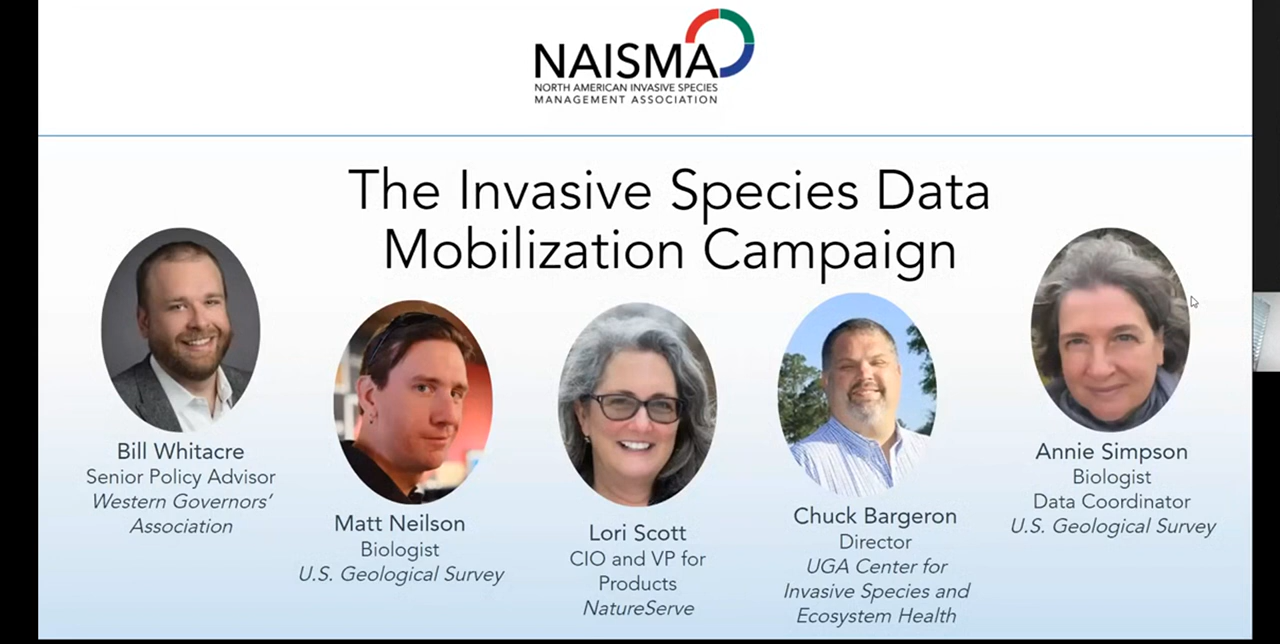 NAISMA
NORTH AMERICAN INVASIVE SPECIES
MANAGEMENT ASSOCIATION
The Invasive Species Data
Mobilization Campaign
Bill Whitacre
Senior Policy Advisor
Western Governors'
Association
Matt Neilson
Biologist
U.S. Geological Survey
Lori Scott
CIO and VP for
Products
NatureServe
Chuck Bargeron
Director
UGA Center for
Invasive Species and
Ecosystem Health
Annie Simpson
Biologist
Data Coordinator
U.S. Geological Survey